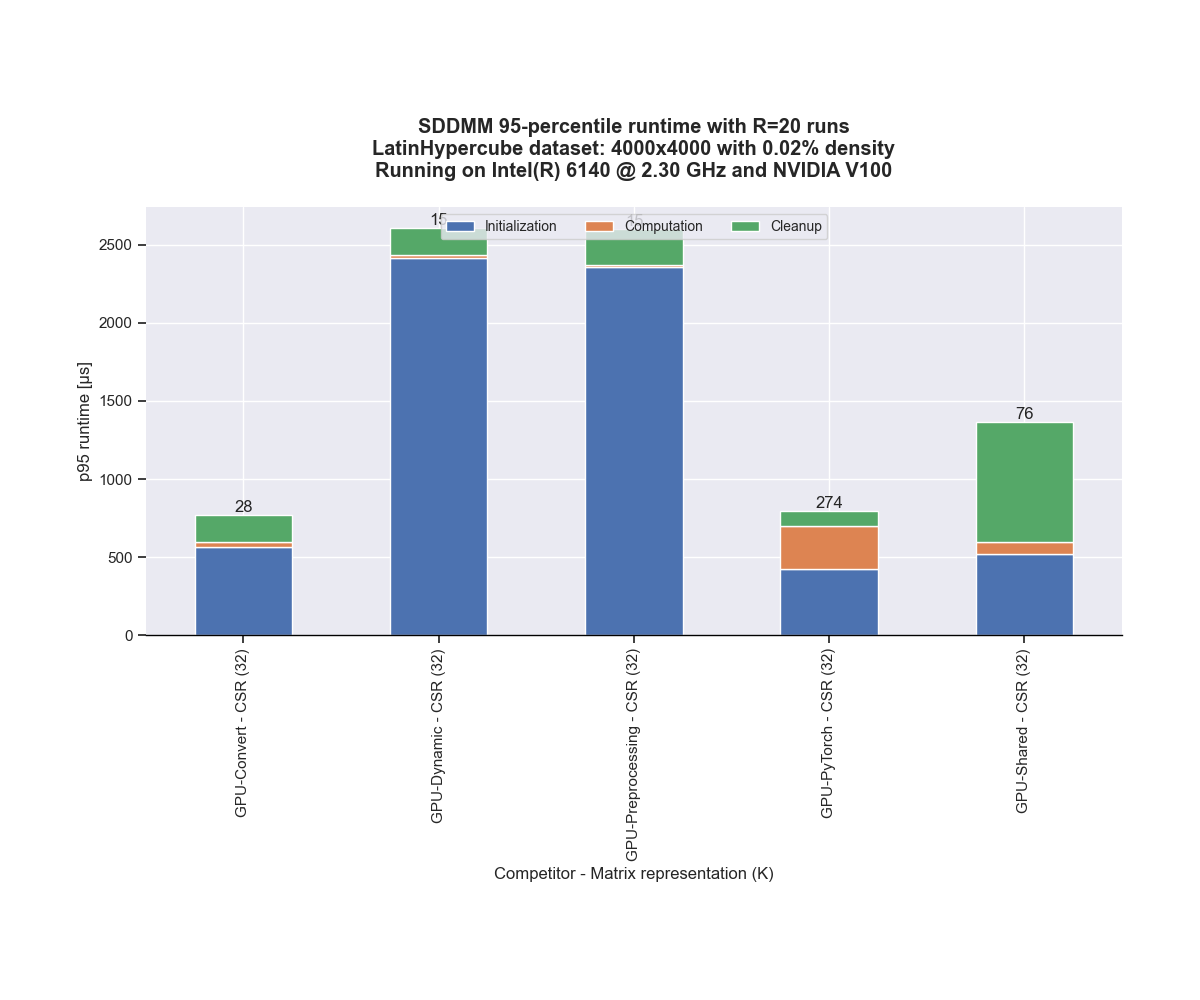 SDDMM 95-percentile runtime with R=20 runs
LatinHypercube dataset: 4000x4000 with 0.02% density
Running on Intel(R) 6140 @ 2.30 GHz and NVIDIA V100
15
15
Initialization
Computation
Cleanup
2500
2000
1500
1000
500
0
p95 runtime [µs]
28
274
76
GPU-Convert - CSR (32)
GPU-Dynamic - CSR (32)
GPU-Preprocessing - CSR (32)
GPU-PyTorch - CSR (32)
GPU-Shared - CSR (32)
Competitor - Matrix representation (K)